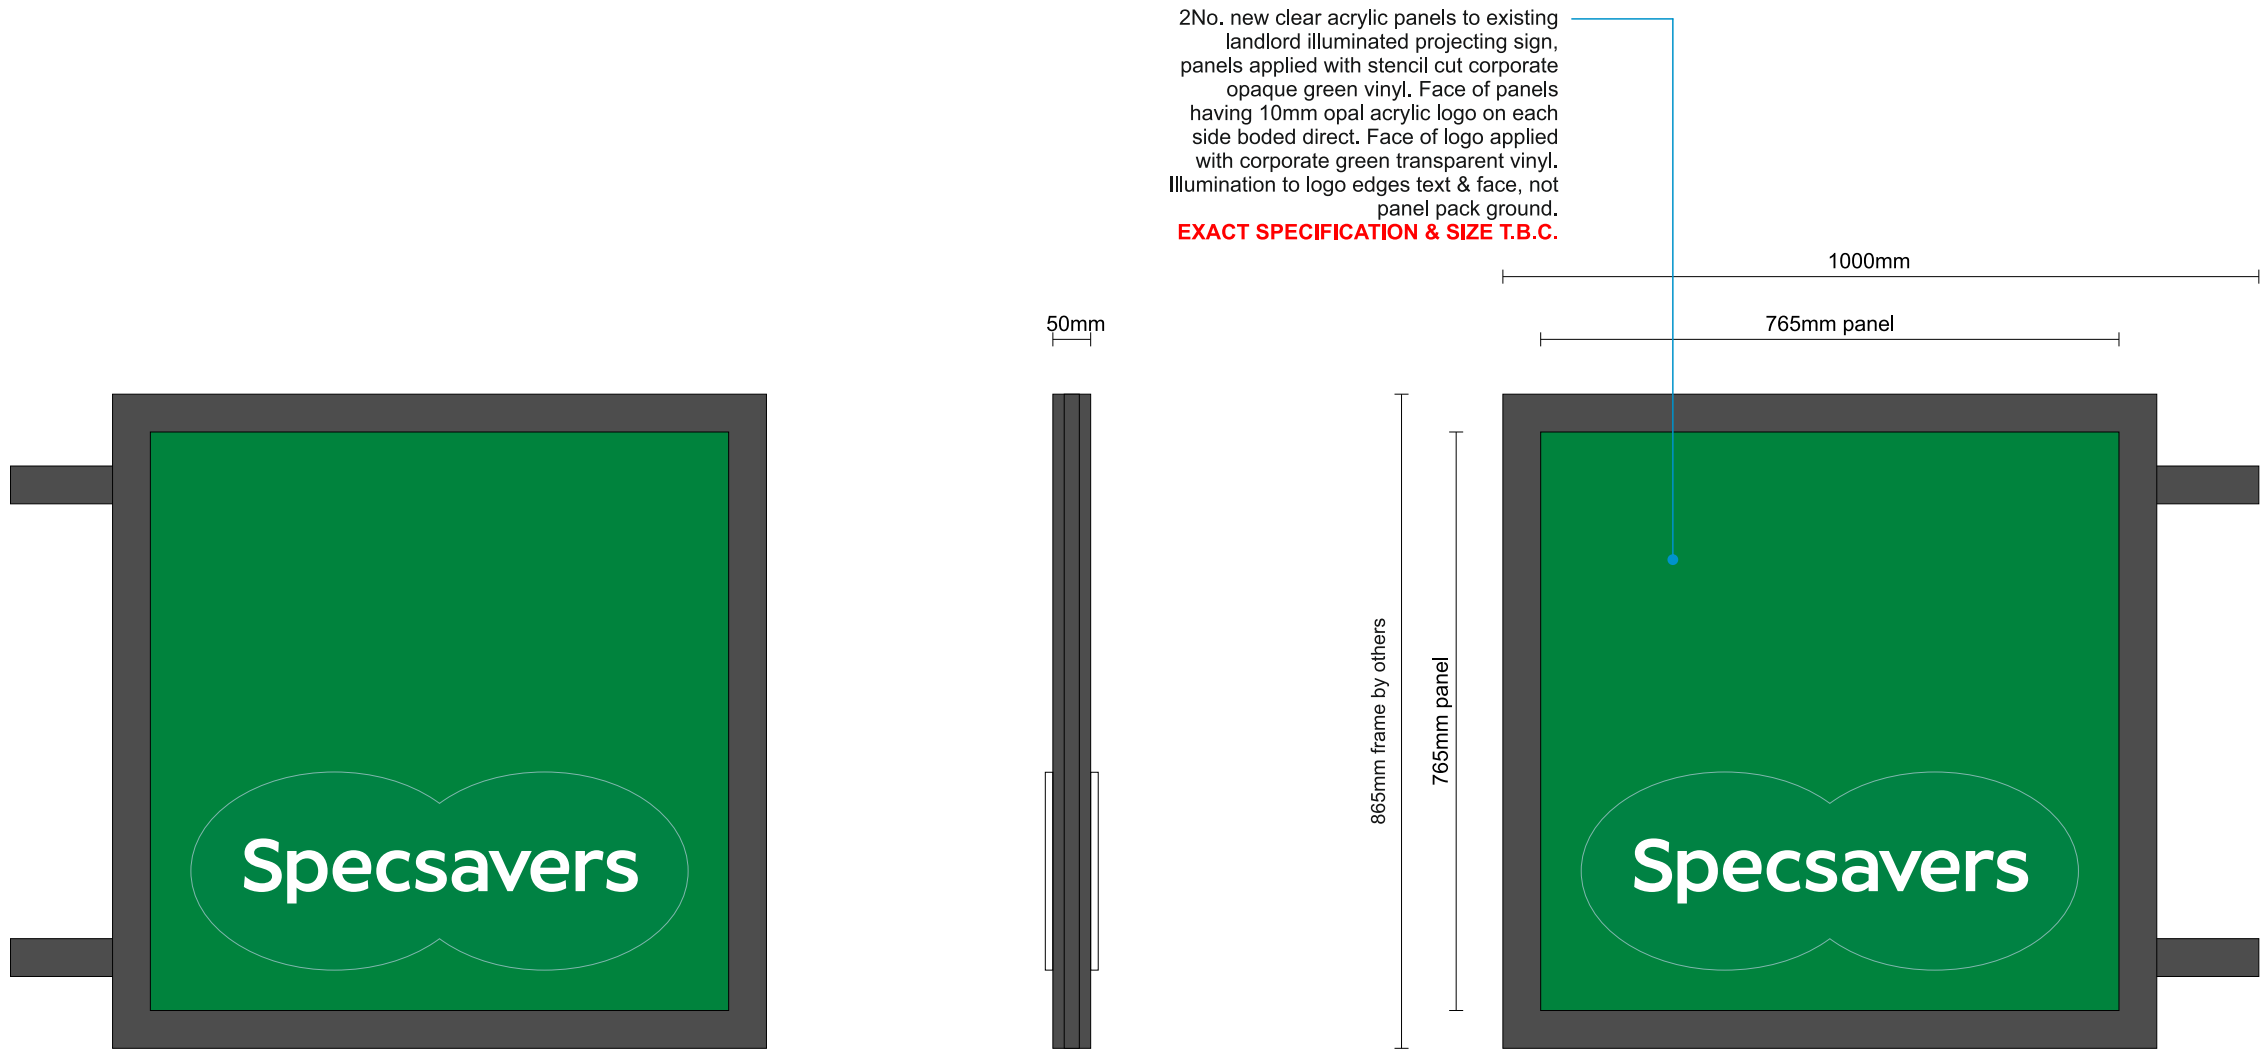 2No. new clear acrylic panels to existing
landlord illuminated projecting sign,
panels applied with stencil cut corporate
opaque green vinyl. Face of panels
having 10mm opal acrylic logo on each
side boded direct. Face of logo applied
with corporate green transparent vinyl.
Illumination to logo edges text & face, not
panel pack ground.
EXACT SPECIFICATION & SIZE T.B.C.
1000mm
50mm
765mm panel
865mm frame by others
765mm panel
Specsavers
Specsavers